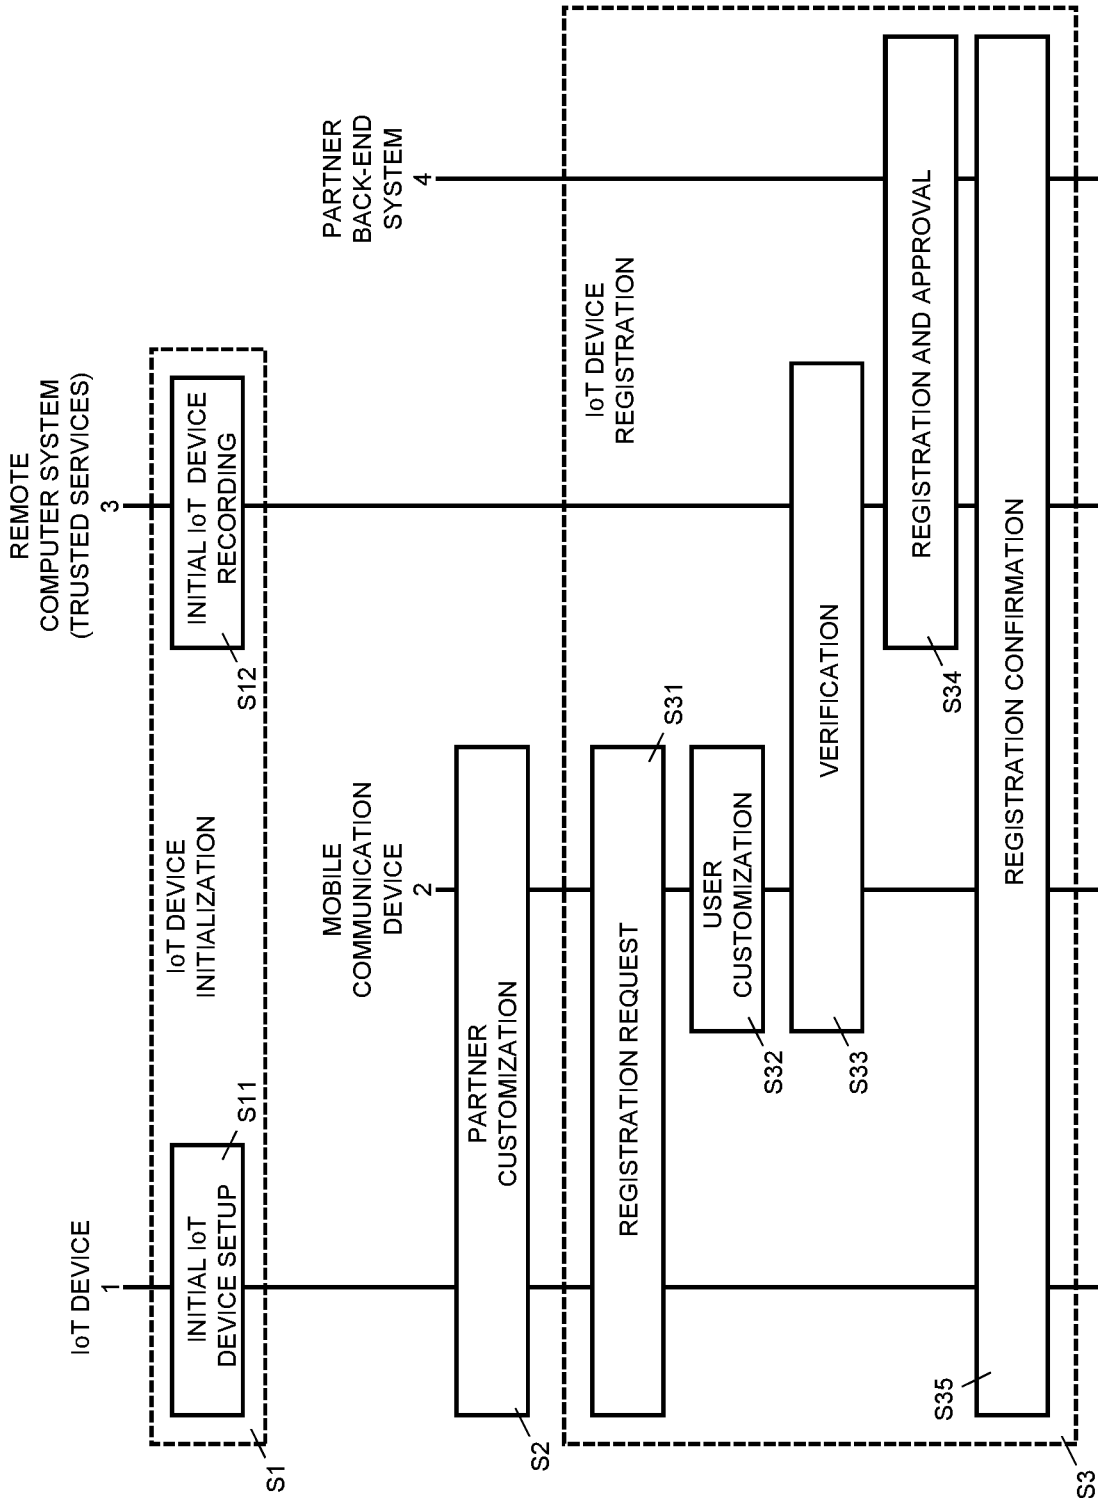 IoT DEVICE
1
REMOTE
COMPUTER SYSTEM
(TRUSTED SERVICES)
3
S1
INITIAL IoT
DEVICE SETUP
S11
IoT DEVICE
INITIALIZATION
S12
INITIAL IoT DEVICE
RECORDING
MOBILE
COMMUNICATION
DEVICE
2
PARTNER
BACK-END
SYSTEM
4
S2
PARTNER
CUSTOMIZATION
IoT DEVICE
REGISTRATION
REGISTRATION REQUEST
S31
S32
USER
CUSTOMIZATION
S33
VERIFICATION
S34
REGISTRATION AND APPROVAL
S35
REGISTRATION CONFIRMATION
S3